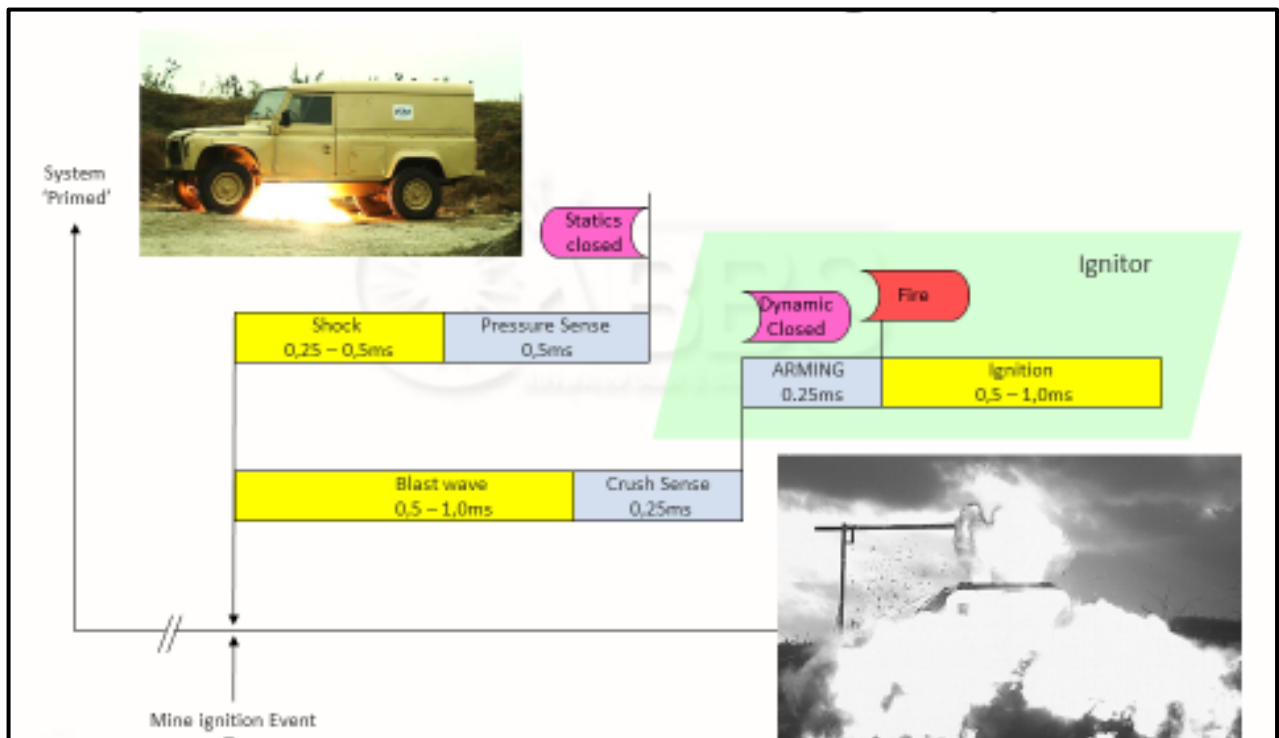 System
'Primed'
Statics
closed
Ignitor
Dynamic
Closed
Fire
Shock
0,25 – 0,5ms
Pressure Sense
0,5ms
ARMING
0.25ms
Ignition
0,5 – 1,0ms
Blast wave
0,5 – 1,0ms
Crush Sense
0,25ms
Mine ignition Event